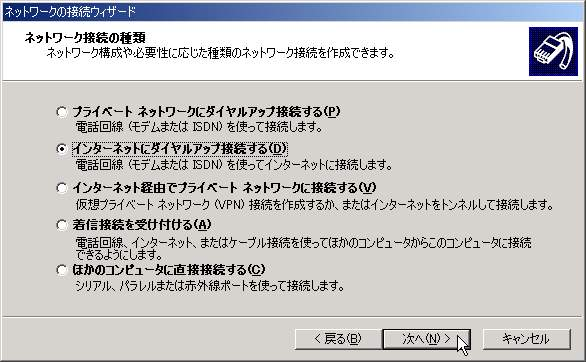 ネットワークの接続ウィザード
ネットワーク接続の種類
ネットワーク構成や必要性に応じた種類のネットワーク接続を作成できます。
プライベート ネットワークにダイヤルアップ接続する(P)
電話回線 (モデムまたは ISDN) を使って接続します。
インターネットにダイヤルアップ接続する(D)
電話回線 (モデムまたは ISDN) を使ってインターネットに接続します。
インターネット経由でプライベート ネットワークに接続する(V)
仮想プライベート ネットワーク (VPN) 接続を作成するか、またはインターネットをトンネルして接続します。
着信接続を受け付ける(A)
電話回線、インターネット、またはケーブル接続を使ってほかのコンピュータからこのコンピュータに接続
できるようにします。
ほかのコンピュータに直接接続する(C)
シリアル、パラレルまたは赤外線ポートを使って接続します。
< 戻る(B) 次へ(N) > キャンセル